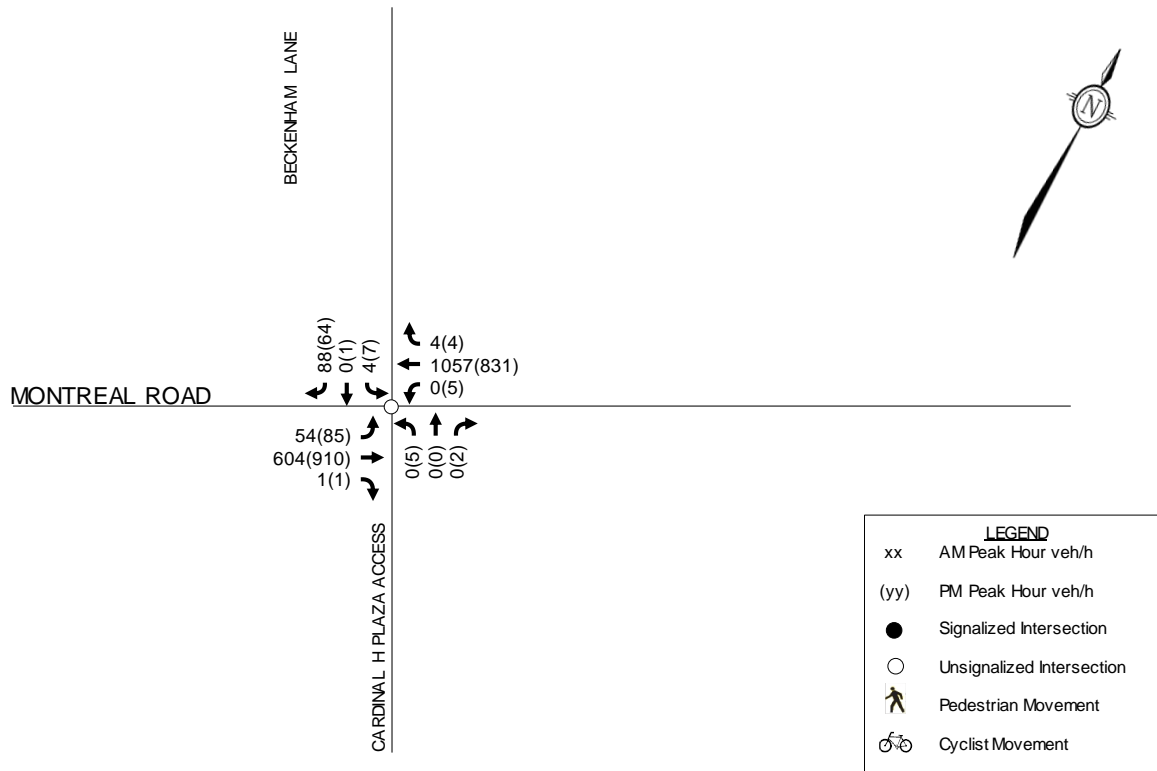 BECKENHAM LANE
N
88(64)
0(1)
4(7)
4(4)
1057(831)
0(5)
MONTREAL ROAD
54(85)
604(910)
1(1)
0(5)
0(0)
0(2)
CARDINAL H PLAZA ACCESS
LEGEND
xx AM Peak Hour veh/h
(yy) PM Peak Hour veh/h
Signalized Intersection
Unsignalized Intersection
Pedestrian Movement
Cyclist Movement